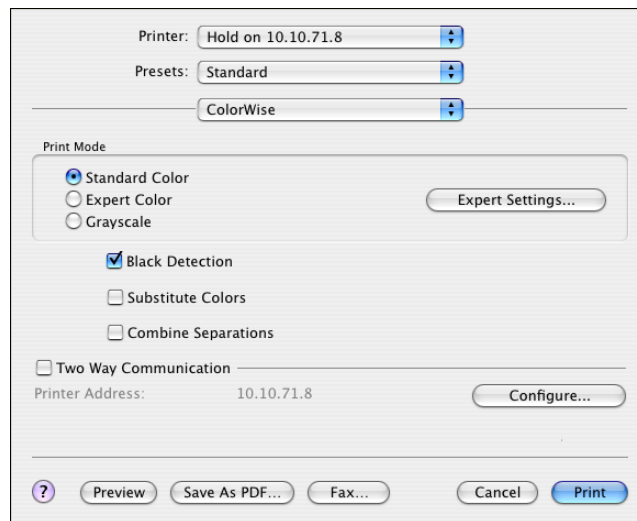 Printer: Hold on 10.10.71.8
Presets: Standard
ColorWise
Print Mode
Standard Color
Expert Color
Expert Settings...
Grayscale
Black Detection
Substitute Colors
Combine Separations
Two Way Communication
Printer Address: 10.10.71.8
Configure...
? Preview Save As PDF... Fax... Cancel Print